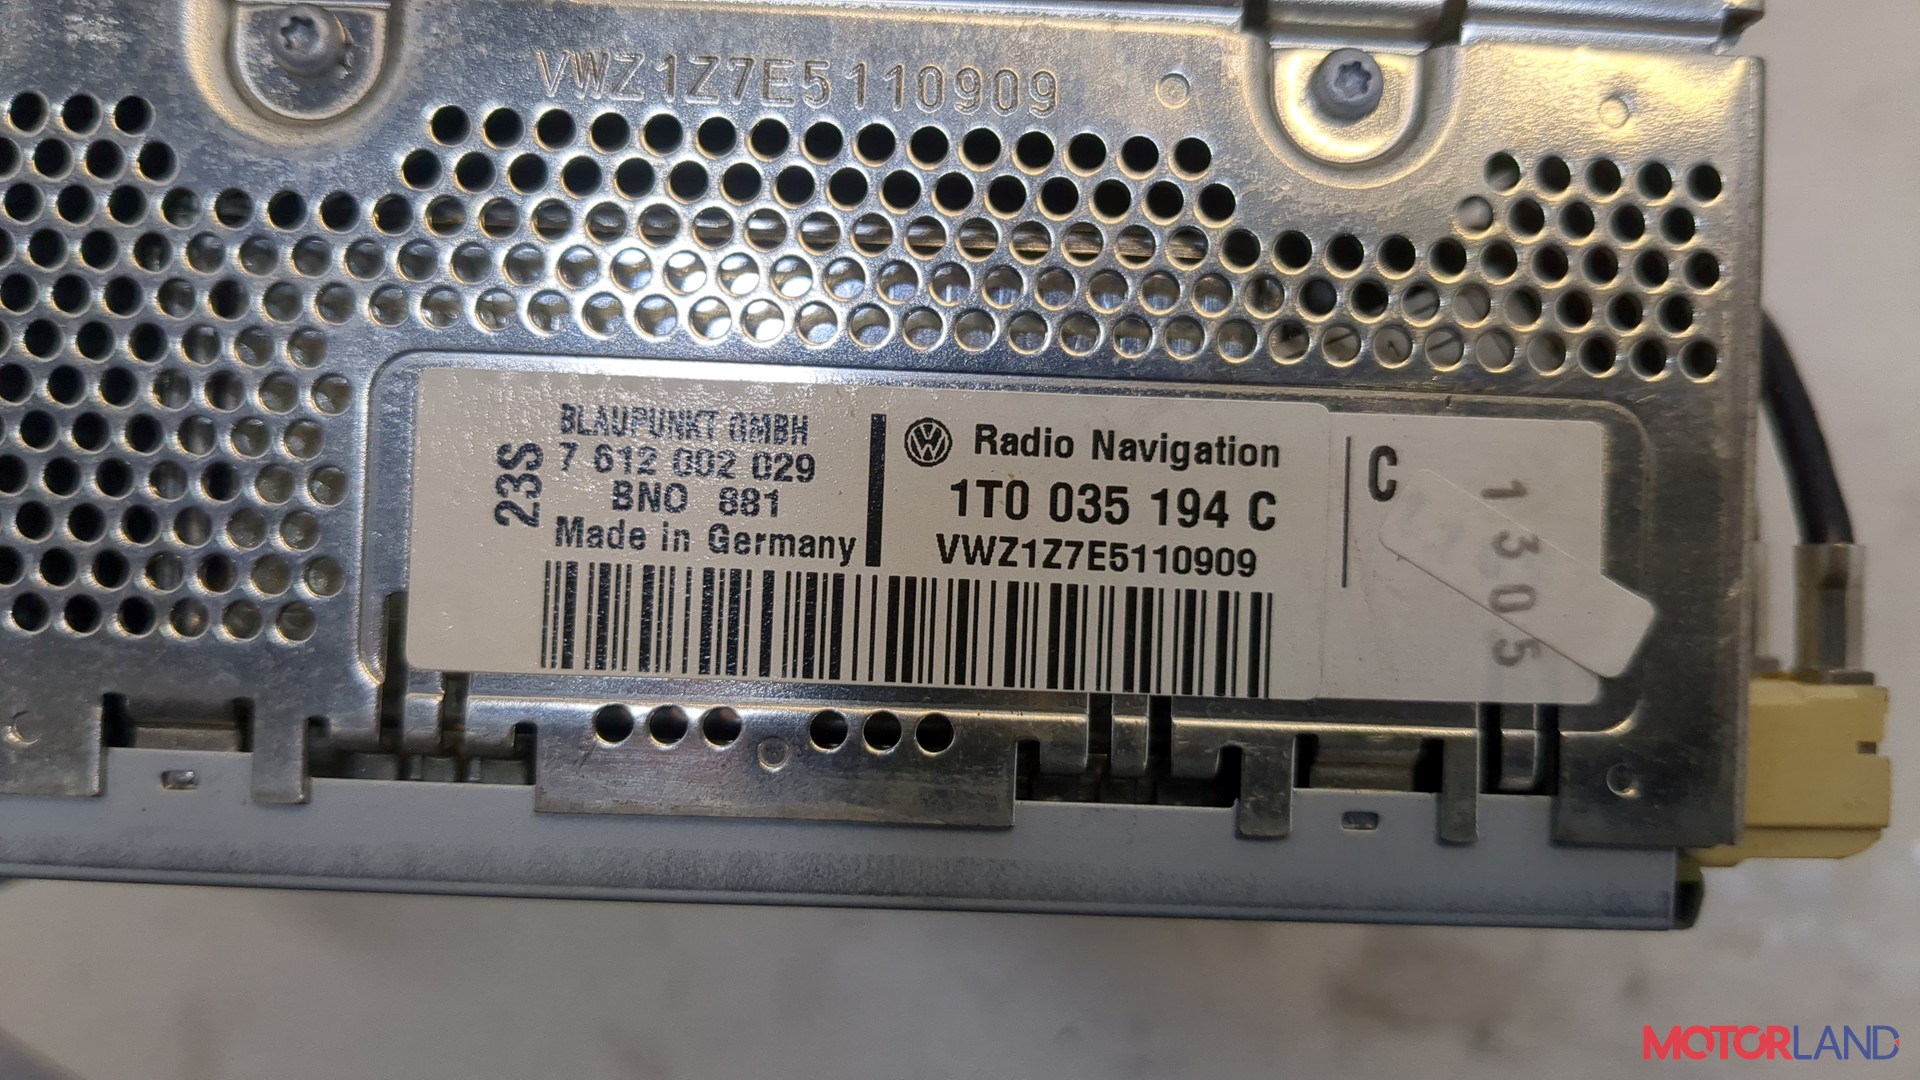 VWZ1Z7E5110909
23S
BLAUPUNKT GMBH
7 612 002 029
BNO 881
Made in Germany
Radio Navigation
1T0 035 194 C
VWZ1Z7E5110909
C
1305
MOTORLAND